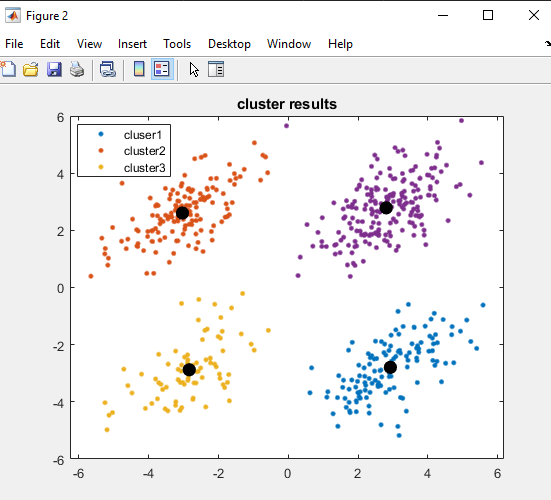 Figure 2
File Edit View Insert Tools Desktop Window Help
cluster results
cluser1
cluster2
cluster3
6
4
2
0
-2
-4
-6
-6 -4 -2 0 2 4 6